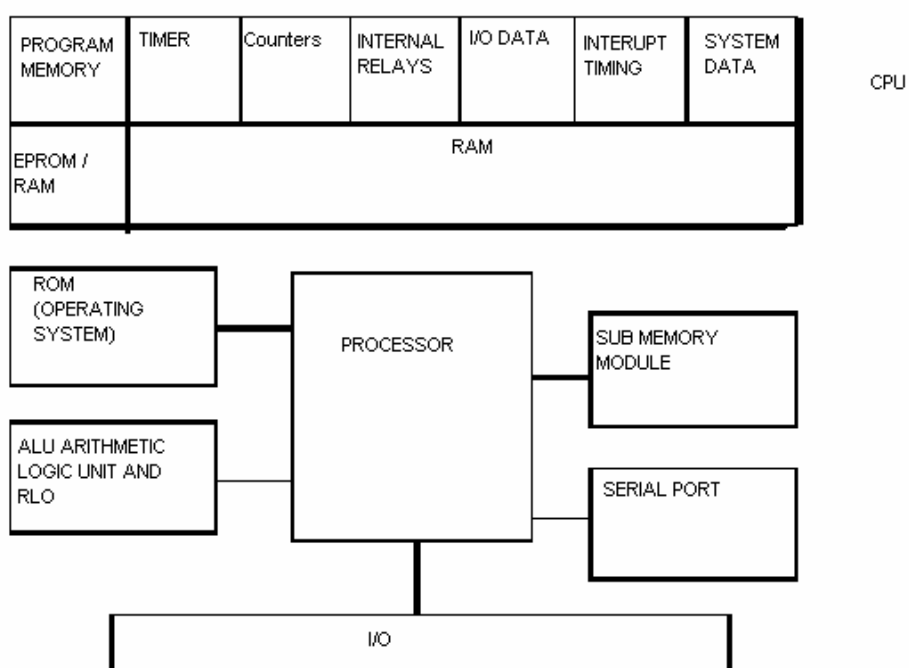 PROGRAM
MEMORY
TIMER
Counters
INTERNAL
RELAYS
I/O DATA
INTERUPT
TIMING
SYSTEM
DATA
CPU
EPROM /
RAM
RAM
ROM
(OPERATING
SYSTEM)
PROCESSOR
SUB MEMORY
MODULE
ALU ARITHMETIC
LOGIC UNIT AND
RLO
SERIAL PORT
I/O